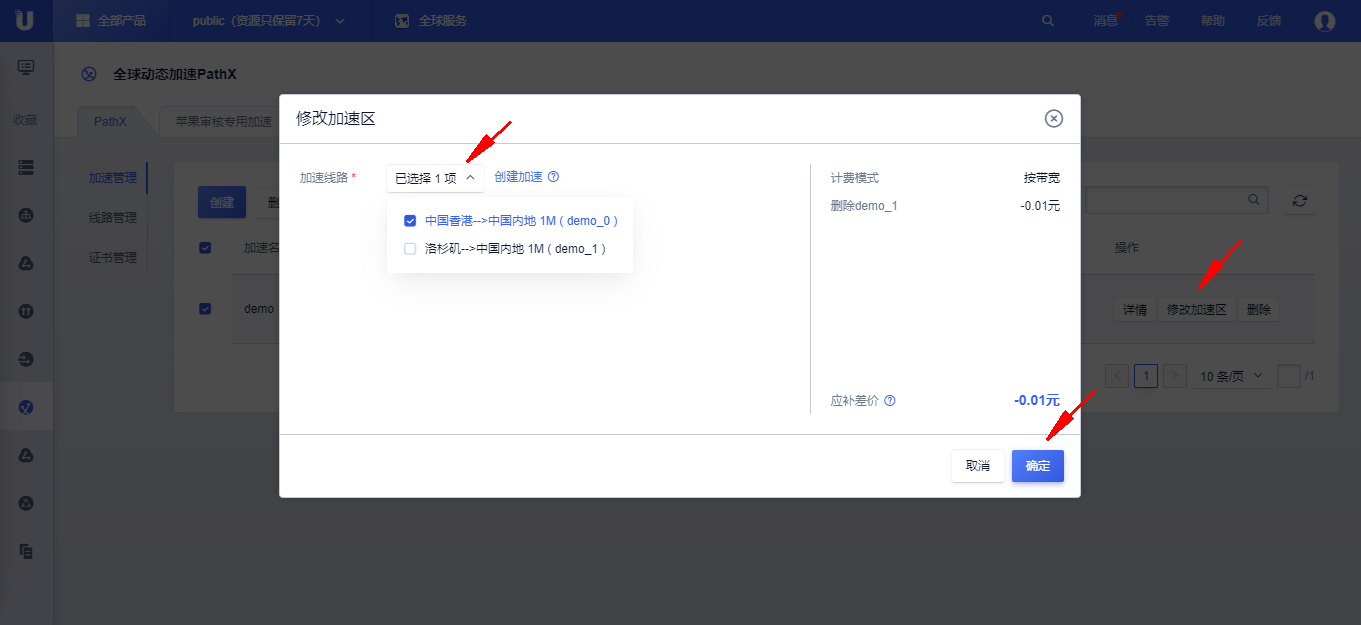 全部产品
public（资源只保留7天）
全球服务
消息
告警
帮助
反馈
全球动态加速PathX
收藏
PathX
苹果审核专用加速
加速管理
线路管理
证书管理
创建
加速名
demo
操作
详情
修改加速区
删除
1
10 条/页
/1
修改加速区
加速线路 *
已选择 1 项
创建加速
中国香港-->中国内地 1M ( demo_0 )
洛杉矶-->中国内地 1M ( demo_1 )
计费模式
按带宽
删除demo_1
-0.01元
应补差价
-0.01元
取消
确定